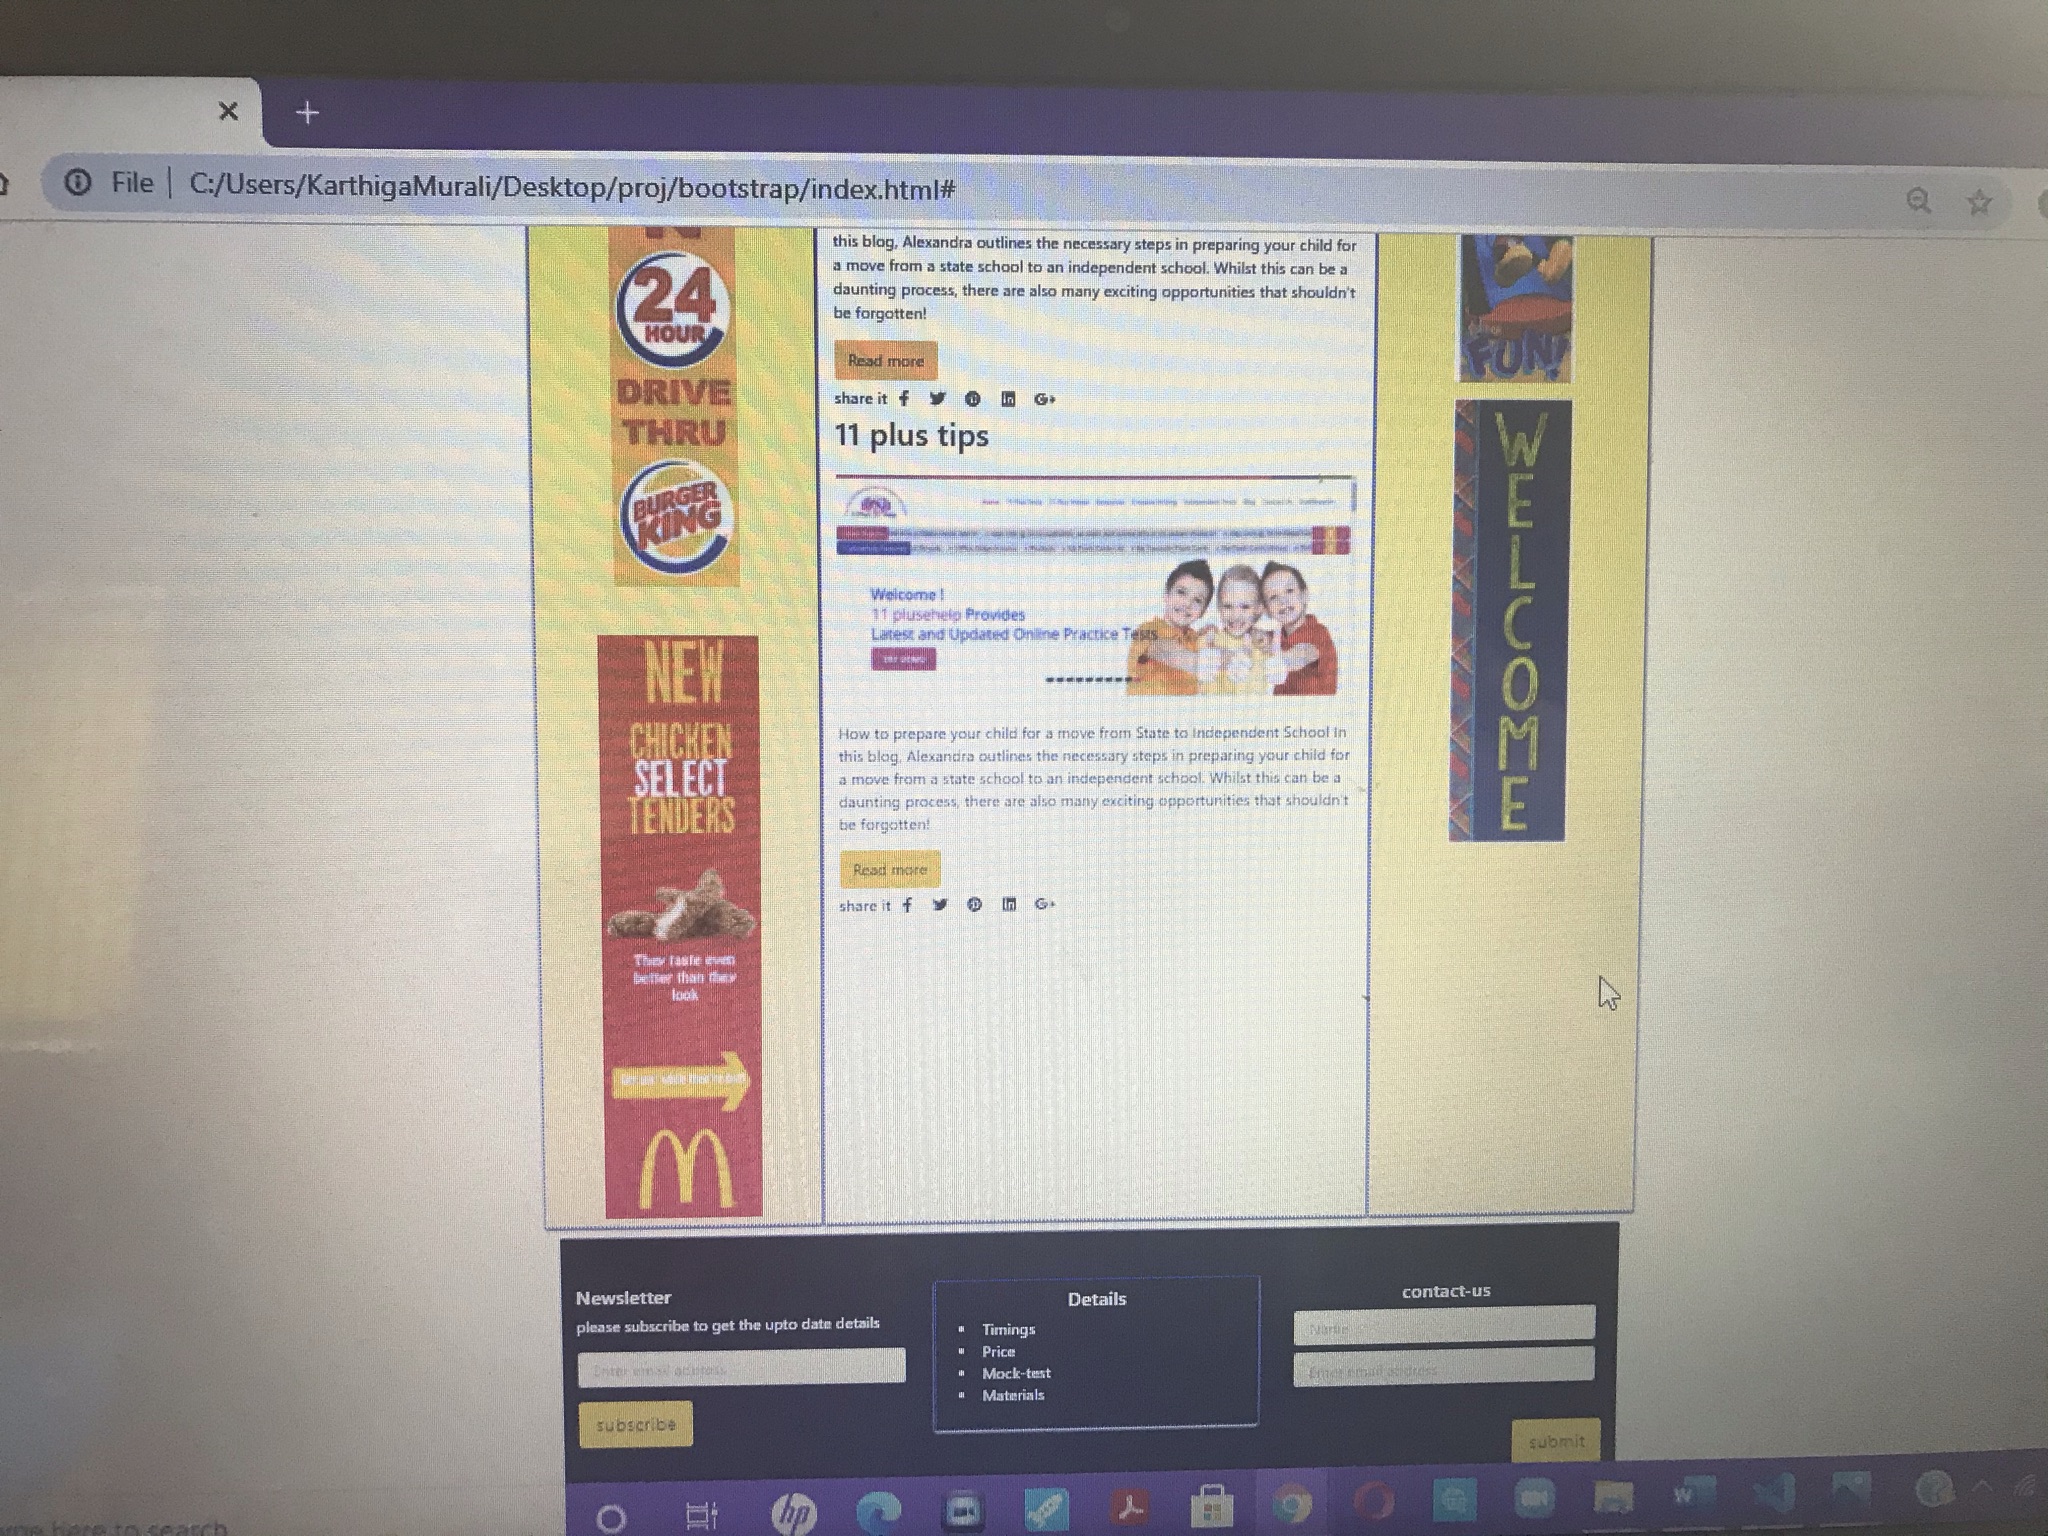 File
C:/Users/KarthigaMurali/Desktop/proj/bootstrap/index.html#
24
HOUR
DRIVE
THRU
BURGER
KING
NEW
CHICKEN
SELECT
TENDERS
They taste even
better than they
look
this blog, Alexandra outlines the necessary steps in preparing your child for
a move from a state school to an independent school. Whilst this can be a
daunting process, there are also many exciting opportunities that shouldn't
be forgotten!
Read more
share it
11 plus tips
Welcome !
11 plusehelp Provides
Latest and Updated Online Practice Tests
How to prepare your child for a move from State to Independent School In
this blog, Alexandra outlines the necessary steps in preparing your child for
a move from a state school to an independent school. Whilst this can be a
daunting process, there are also many exciting opportunities that shouldn't
be forgotten!
Read more
share it
FUN!
WELCOME
Newsletter
please subscribe to get the upto date details
Enter email address
subscribe
Details
Timings
Price
Mock-test
Materials
contact-us
Name
Enter email address
submit
hp
here to search